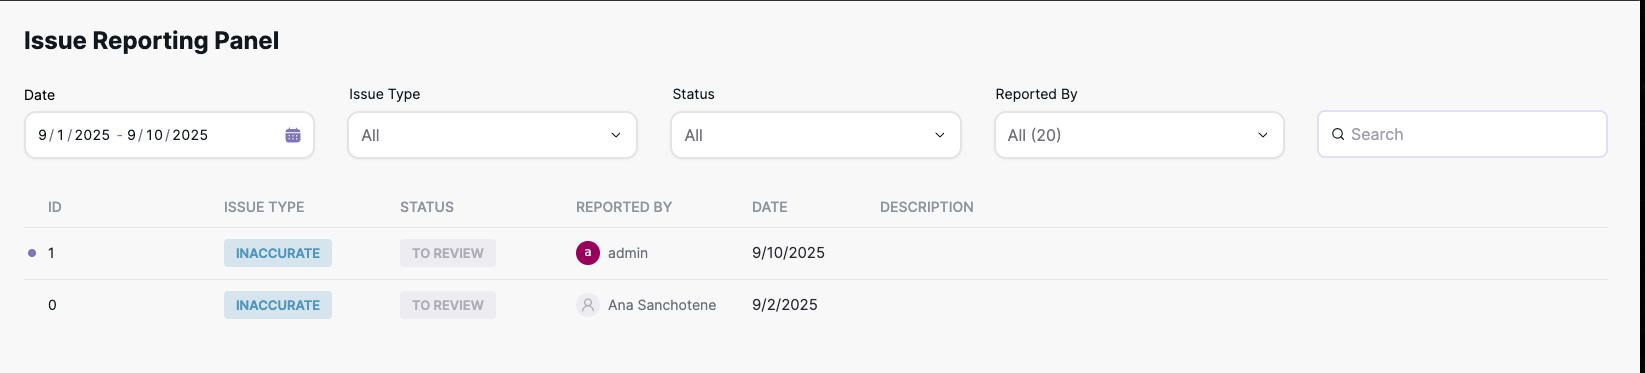 Issue Reporting Panel
Date Issue Type Status Reported By
9/1/2025 - 9/10/2025 All All All (20) Search
ID ISSUE TYPE STATUS REPORTED BY DATE DESCRIPTION
1 INACCURATE TO REVIEW a admin 9/10/2025
0 INACCURATE TO REVIEW Ana Sanchotene 9/2/2025